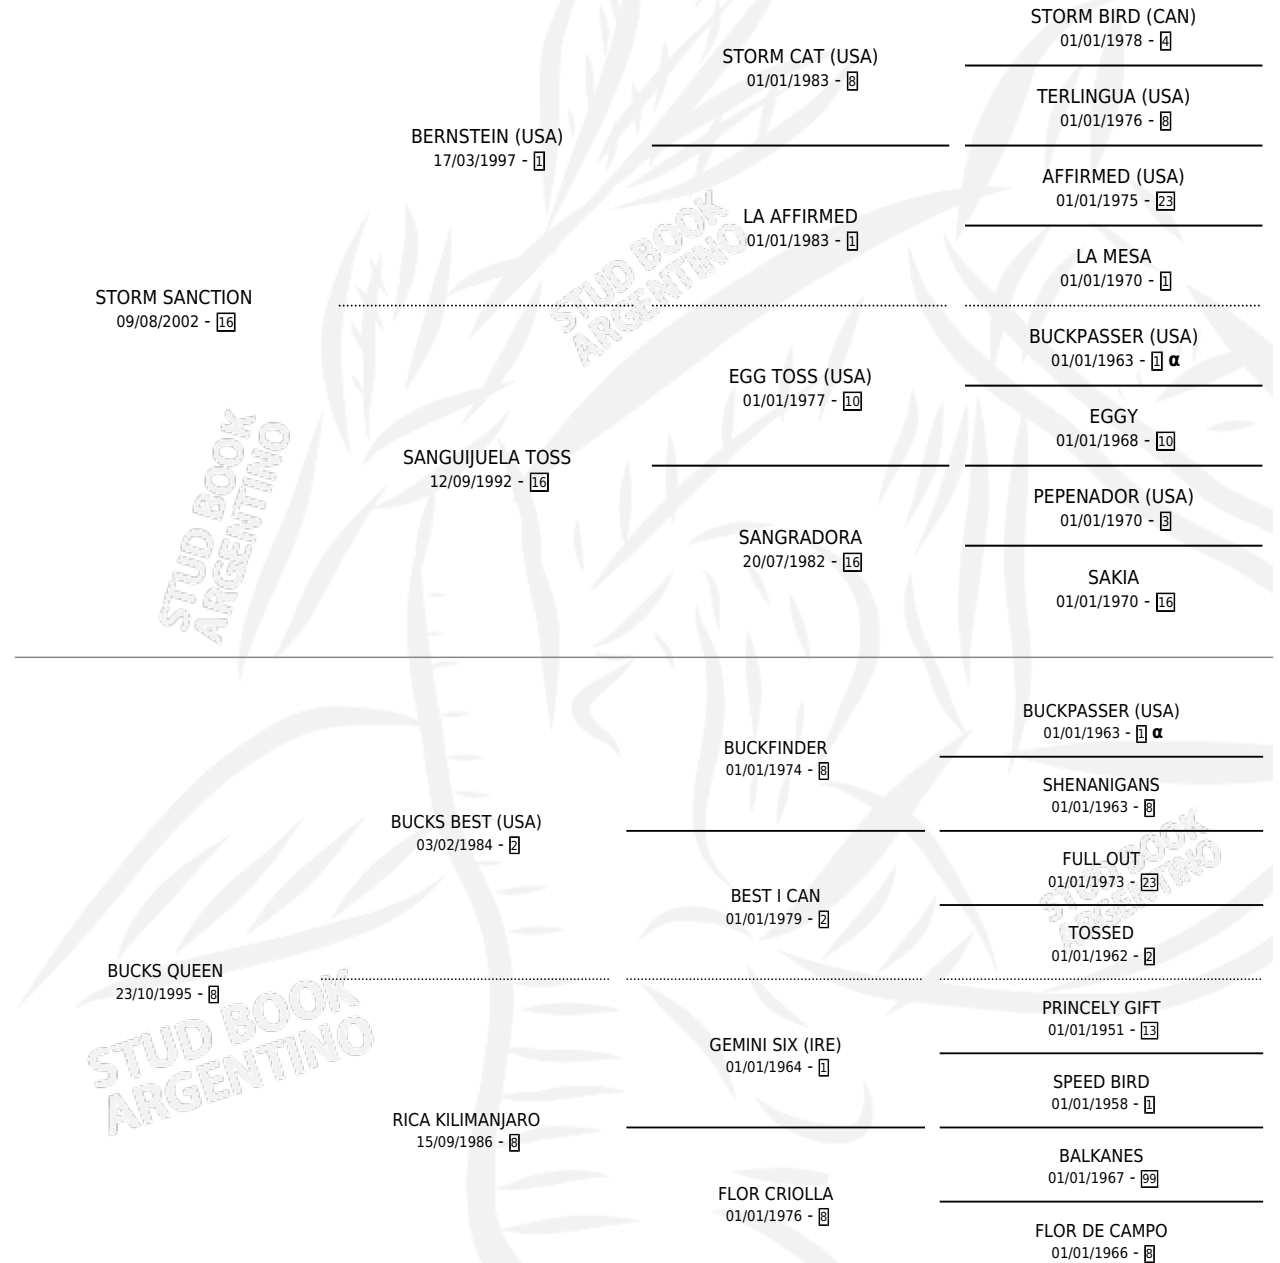 STORM BIRD (CAN)
01/01/1978 - 4
STORM CAT (USA)
01/01/1983 - 8
TERLINGUA (USA)
01/01/1976 - 8
BERNSTEIN (USA)
17/03/1997 - 1
AFFIRMED (USA)
01/01/1975 - 23
LA AFFIRMED
01/01/1983 - 1
LA MESA
01/01/1970 - 1
STORM SANCTION
09/08/2002 - 16
BUCKPASSER (USA)
01/01/1963 - 1 α
EGG TOSS (USA)
01/01/1977 - 10
EGGY
01/01/1968 - 10
SANGUIJUELA TOSS
12/09/1992 - 16
PEPENADOR (USA)
01/01/1970 - 3
SANGRADORA
20/07/1982 - 16
SAKIA
01/01/1970 - 16
BUCKPASSER (USA)
01/01/1963 - 1 α
BUCKFINDER
01/01/1974 - 8
SHENANIGANS
01/01/1963 - 8
BUCKS BEST (USA)
03/02/1984 - 2
FULL OUT
01/01/1973 - 23
BEST I CAN
01/01/1979 - 2
TOSSED
01/01/1962 - 2
BUCKS QUEEN
23/10/1995 - 8
PRINCELY GIFT
01/01/1951 - 13
GEMINI SIX (IRE)
01/01/1964 - 1
SPEED BIRD
01/01/1958 - 1
RICA KILIMANJARO
15/09/1986 - 8
BALKANES
01/01/1967 - 99
FLOR CRIOLLA
01/01/1976 - 8
FLOR DE CAMPO
01/01/1966 - 8
STUD BOOK
ARGENTINO
STUD BOOK
ARGENTINO
STUD BOOK
ARGENTINO
STUD BOOK
ARGENTINO